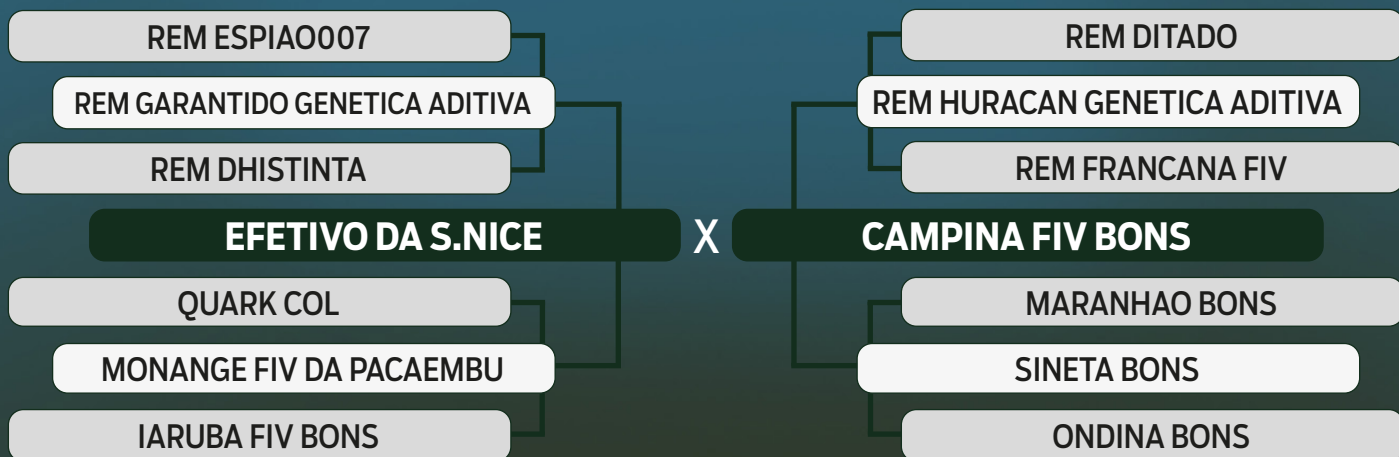 REM ESPIAO007
REM GARANTIDO GENETICA ADITIVA
REM DHISTINTA
EFETIVO DA S.NICE
QUARK COL
MONANGE FIV DA PACAEMBU
IARUBA FIV BONS
X
REM DITADO
REM HURACAN GENETICA ADITIVA
REM FRANCANA FIV
CAMPINA FIV BONS
MARANHAO BONS
SINETA BONS
ONDINA BONS